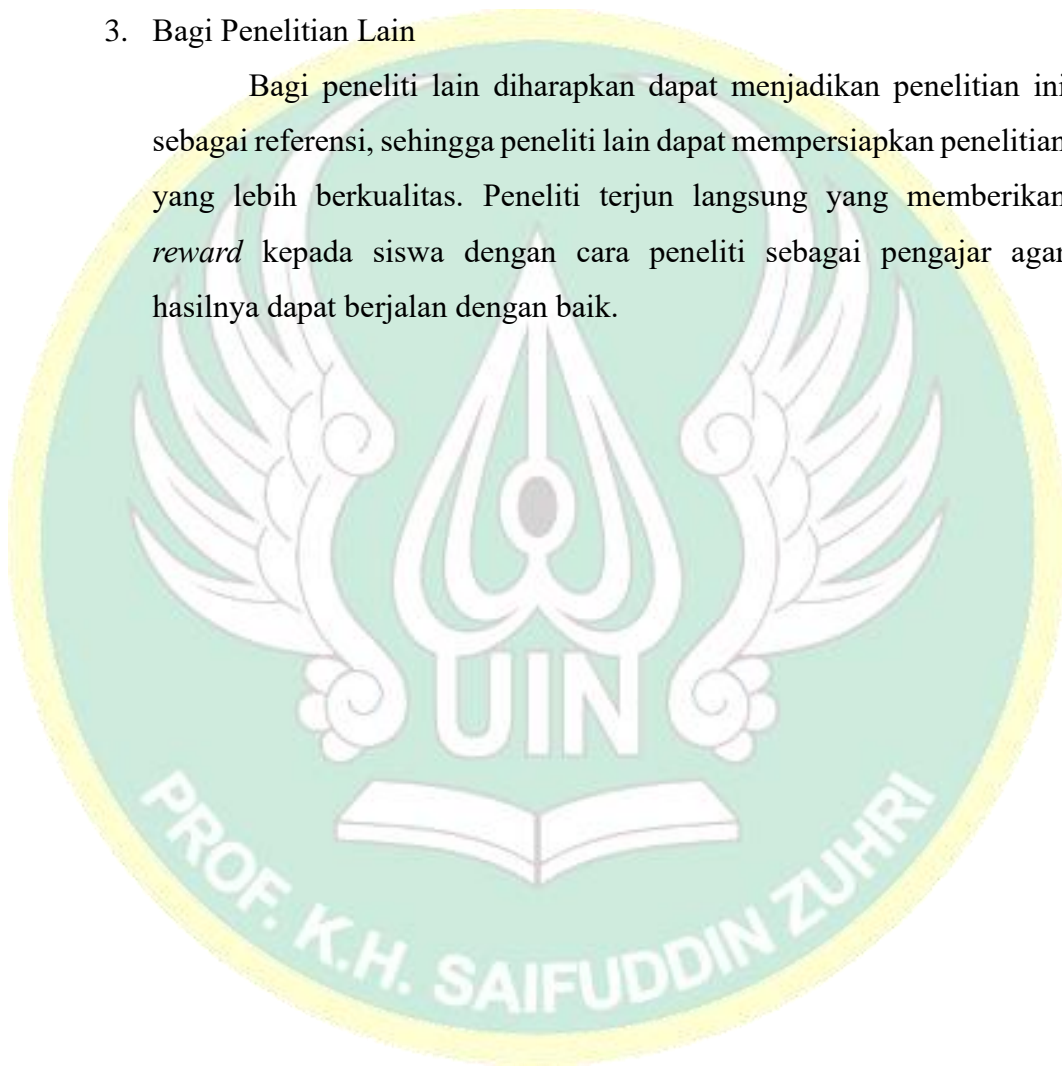 3. Bagi Penelitian Lain
Bagi peneliti lain diharapkan dapat menjadikan penelitian ini
sebagai referensi, sehingga peneliti lain dapat mempersiapkan penelitian
yang lebih berkualitas. Peneliti terjun langsung yang memberikan
reward kepada siswa dengan cara peneliti sebagai pengajar agar
hasilnya dapat berjalan dengan baik.
UIN
PROF. K.H. SAIFUDDIN ZUHRI